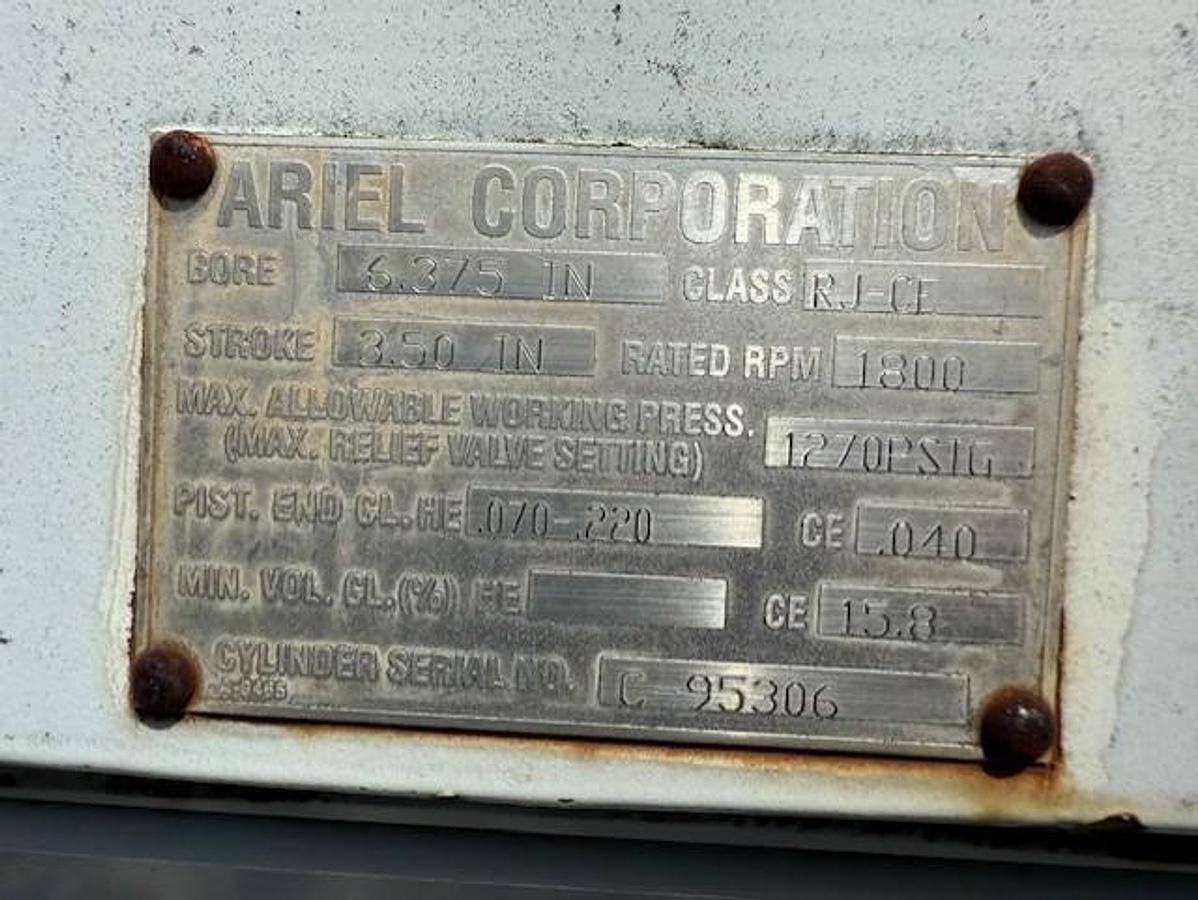 ARIEL CORPORATION
BORE 6.375 IN CLASS RJ-CE
STROKE 3.50 IN RATED RPM 1800
MAX. ALLOWABLE WORKING PRESS.
(MAX. RELIEF VALVE SETTING) 1270PSIG
PIST. END CL. HE .070-.220 CE .040
MIN. VOL. CL. (%) HE CE 15.8
CYLINDER SERIAL NO. C-95306